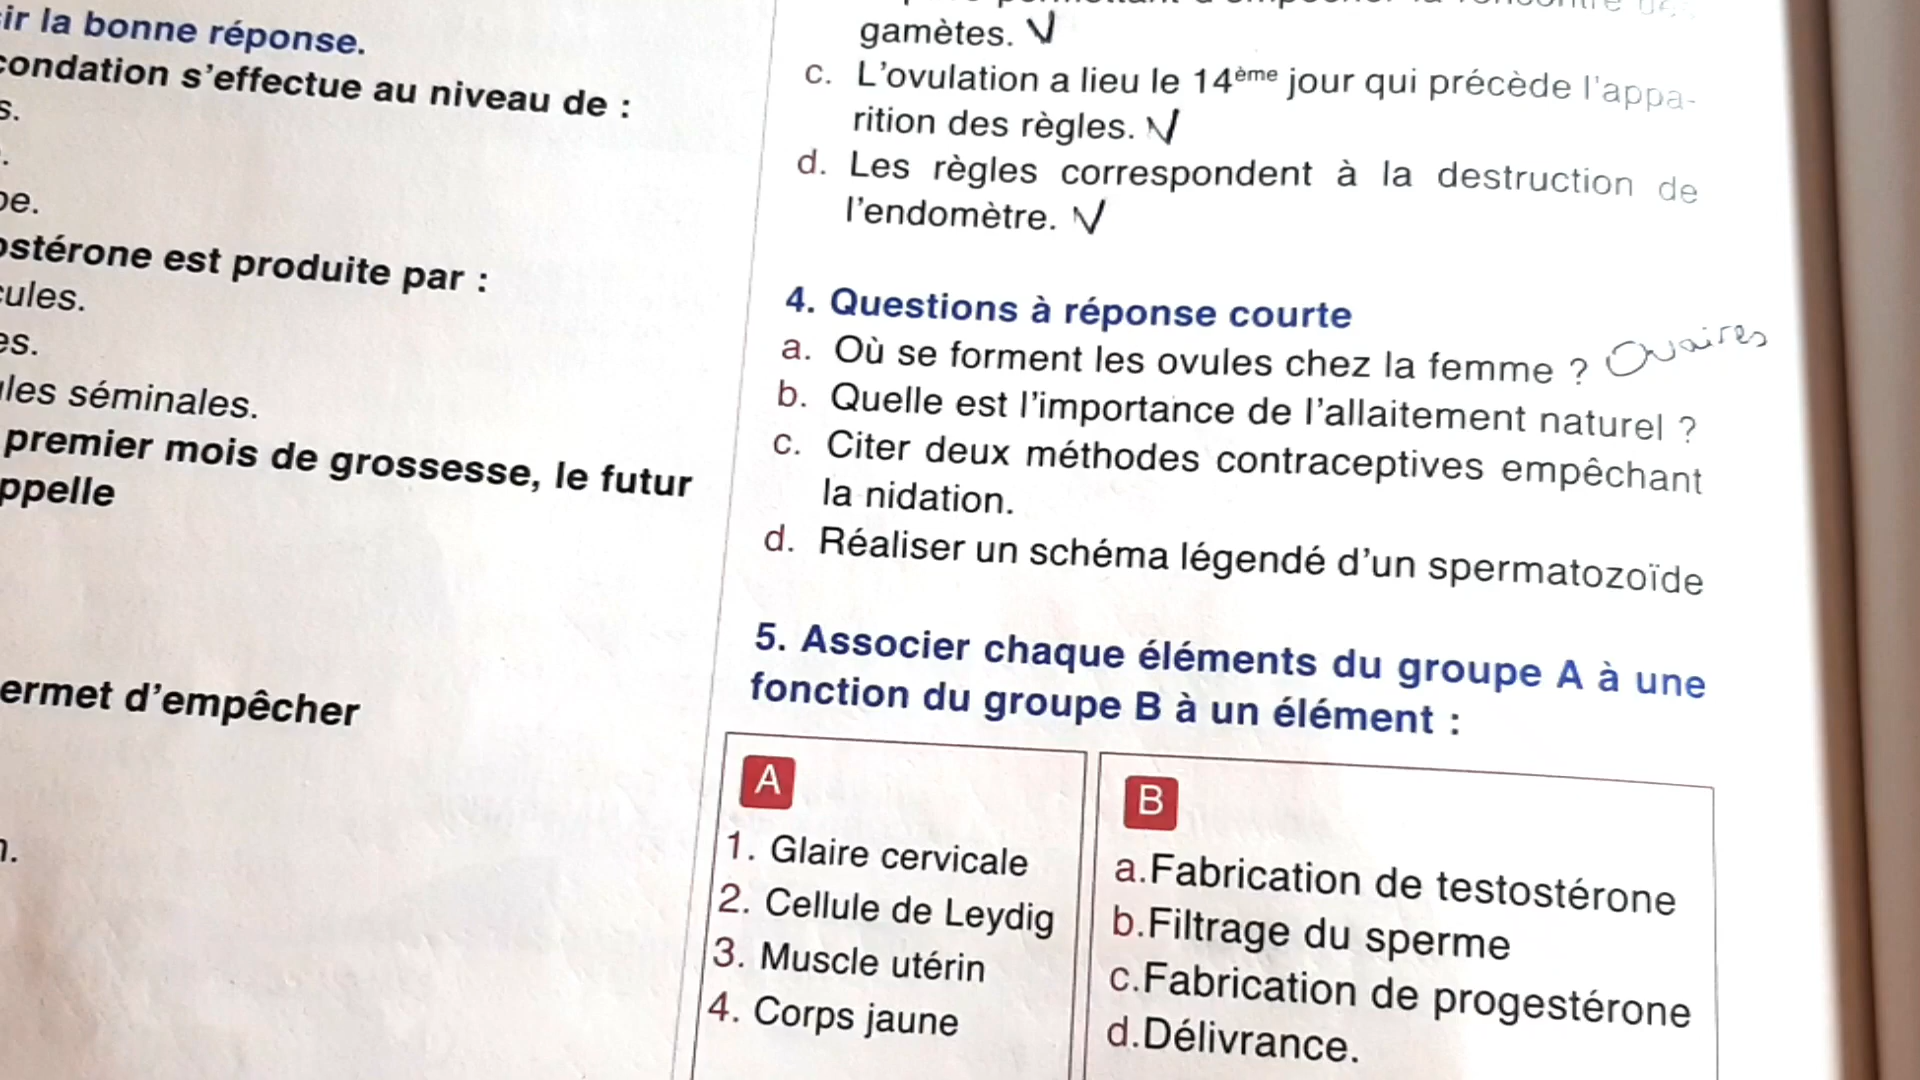 ir la bonne réponse.
condation s'effectue au niveau de :
s.
be.
ostérone est produite par :
cules.
es.
ules séminales.
premier mois de grossesse, le futur
ppelle
ermet d'empêcher
n.
gamètes. V
c. L'ovulation a lieu le 14ème jour qui précède l'appa-
rition des règles. V
d. Les règles correspondent à la destruction de
l'endomètre. V
4. Questions à réponse courte
a. Où se forment les ovules chez la femme ? Ovaires
b. Quelle est l'importance de l'allaitement naturel ?
c. Citer deux méthodes contraceptives empêchant
la nidation.
d. Réaliser un schéma légendé d'un spermatozoïde
5. Associer chaque éléments du groupe A à une
fonction du groupe B à un élément :
A
1. Glaire cervicale
2. Cellule de Leydig
3. Muscle utérin
4. Corps jaune
B
a.Fabrication de testostérone
b.Filtrage du sperme
c.Fabrication de progestérone
d.Délivrance.